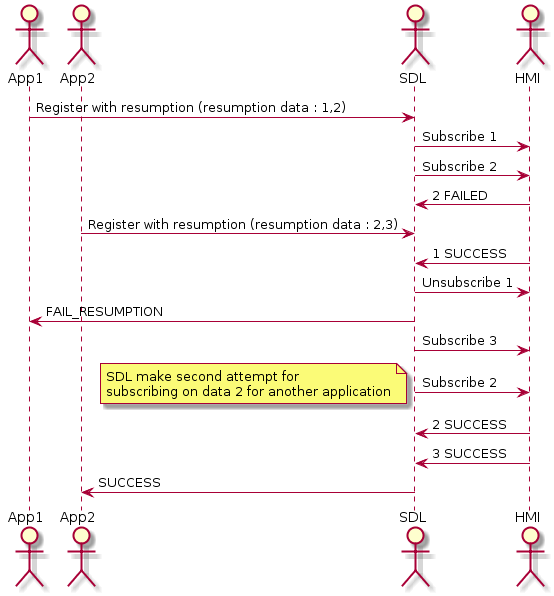 App1 App2 SDL HMI
Register with resumption (resumption data : 1,2)
Subscribe 1
Subscribe 2
2 FAILED
Register with resumption (resumption data : 2,3)
1 SUCCESS
Unsubscribe 1
FAIL_RESUMPTION
Subscribe 3
SDL make second attempt for
subscribing on data 2 for another application
Subscribe 2
2 SUCCESS
3 SUCCESS
SUCCESS
App1 App2 SDL HMI